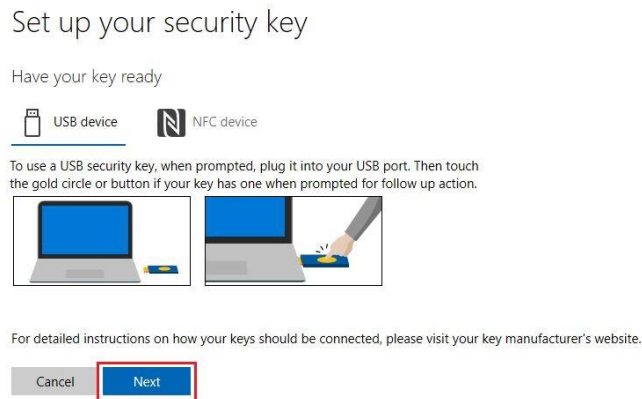 Set up your security key
Have your key ready
USB device
NFC device
To use a USB security key, when prompted, plug it into your USB port. Then touch
the gold circle or button if your key has one when prompted for follow up action.
For detailed instructions on how your keys should be connected, please visit your key manufacturer's website.
Cancel
Next